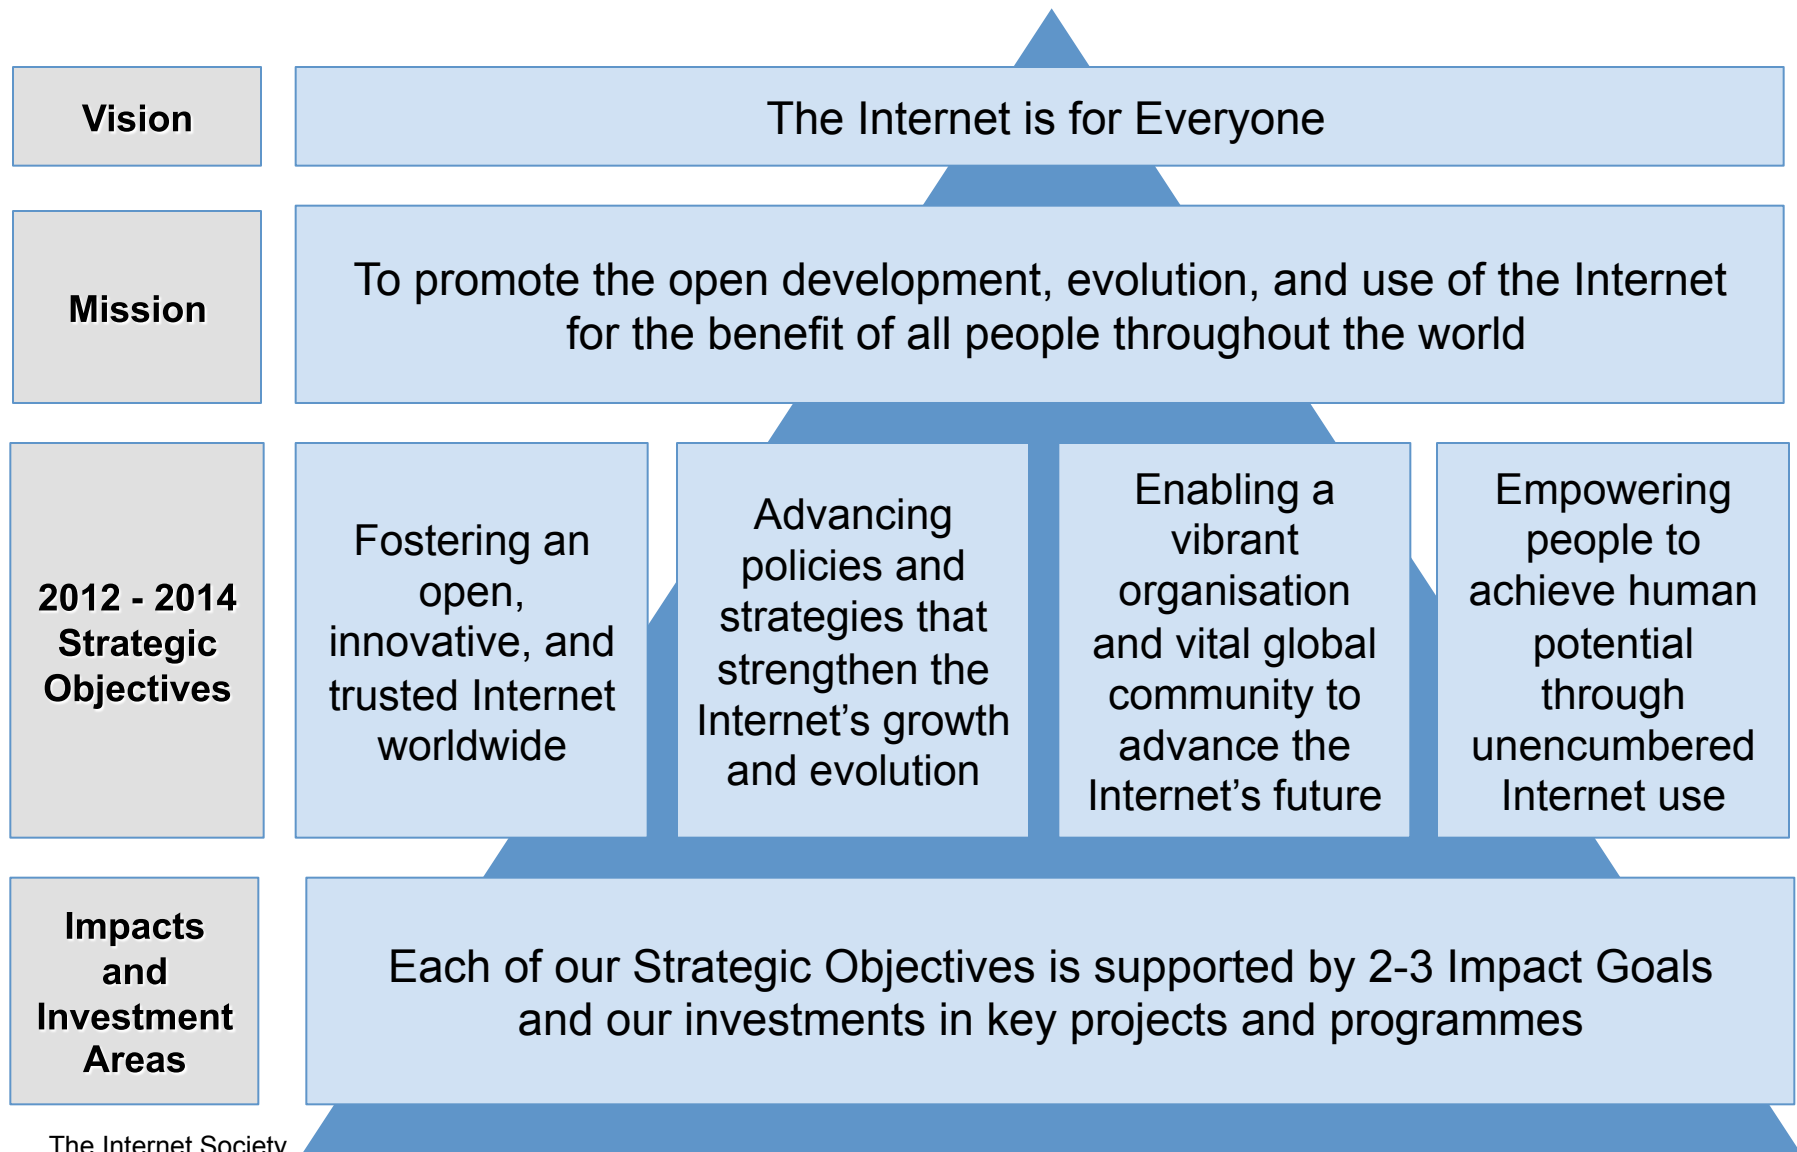 Vision
The Internet is for Everyone
Mission
To promote the open development, evolution, and use of the Internet
for the benefit of all people throughout the world
2012 - 2014
Strategic
Objectives
Fostering an
open,
innovative, and
trusted Internet
worldwide
Advancing
policies and
strategies that
strengthen the
Internet’s growth
and evolution
Enabling a
vibrant
organisation
and vital global
community to
advance the
Internet’s future
Empowering
people to
achieve human
potential
through
unencumbered
Internet use
Impacts
and
Investment
Areas
Each of our Strategic Objectives is supported by 2-3 Impact Goals
and our investments in key projects and programmes
The Internet Society